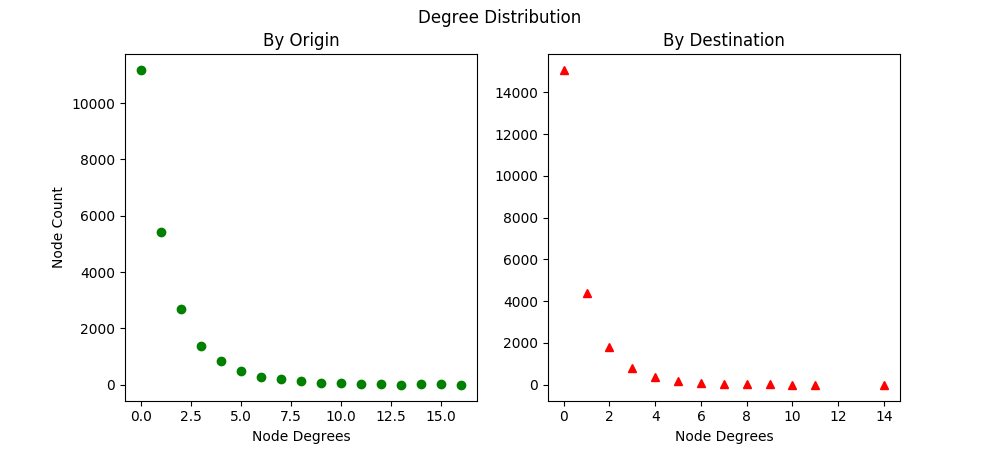 Degree Distribution
By Origin
By Destination
Node Count
10000
8000
6000
4000
2000
0
0.0 2.5 5.0 7.5 10.0 12.5 15.0
Node Degrees
14000
12000
10000
8000
6000
4000
2000
0
0 2 4 6 8 10 12 14
Node Degrees